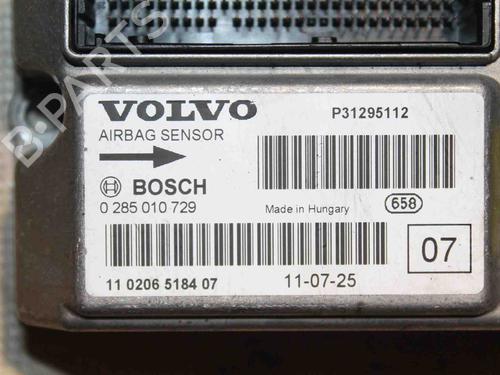 VOLVO
P31295112
AIRBAG SENSOR
BOSCH
0 285 010 729
Made in Hungary
658
07
11 0206 5184 07
11-07-25
B-PARTS